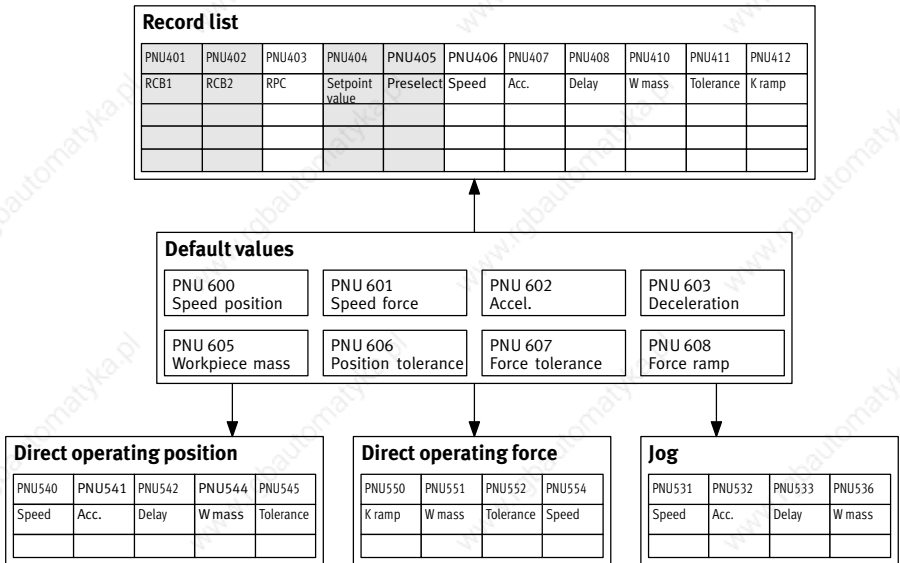 Record list
PNU401 PNU402 PNU403 PNU404 PNU405 PNU406 PNU407 PNU408 PNU410 PNU411 PNU412
RCB1 RCB2 RPC Setpoint value Preselect Speed Acc. Delay W mass Tolerance K ramp
Default values
PNU 600 PNU 601 PNU 602 PNU 603
Speed position Speed force Accel. Deceleration
PNU 605 PNU 606 PNU 607 PNU 608
Workpiece mass Position tolerance Force tolerance Force ramp
Direct operating position
PNU540 PNU541 PNU542 PNU544 PNU545
Speed Acc. Delay W mass Tolerance
Direct operating force
PNU550 PNU551 PNU552 PNU554
K ramp W mass Tolerance Speed
Jog
PNU531 PNU532 PNU533 PNU536
Speed Acc. Delay W mass
www.rgbautomatyka.pl